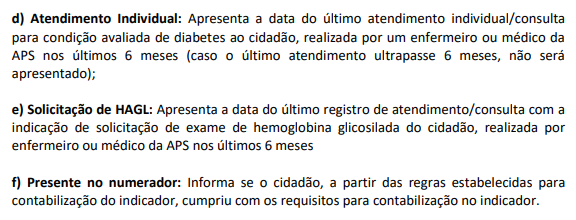 d) Atendimento Individual: Apresenta a data do último atendimento individual/consulta
para condição avaliada de diabetes ao cidadão, realizada por um enfermeiro ou médico da
APS nos últimos 6 meses (caso o último atendimento ultrapasse 6 meses, não será
apresentado);
e) Solicitação de HAGL: Apresenta a data do último registro de atendimento/consulta com a
indicação de solicitação de exame de hemoglobina glicosilada do cidadão, realizada por
enfermeiro ou médico da APS nos últimos 6 meses
f) Presente no numerador: Informa se o cidadão, a partir das regras estabelecidas para
contabilização do indicador, cumpriu com os requisitos para contabilização no indicador.